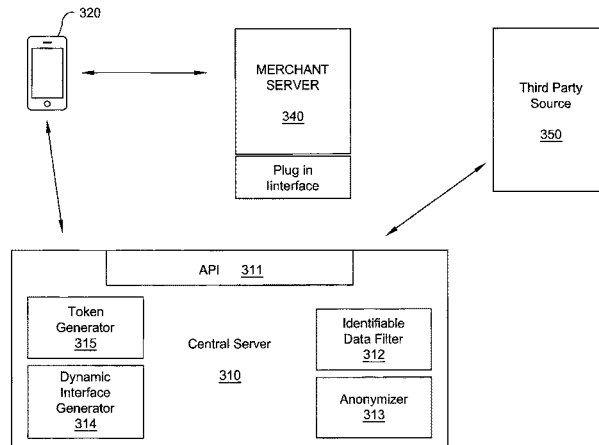 320
MERCHANT
SERVER
340
Plug in
Iinterface
Third Party
Source
350
API 311
Token
Generator
315
Dynamic
Interface
Generator
314
Central Server
310
Identifiable
Data Filter
312
Anonymizer
313